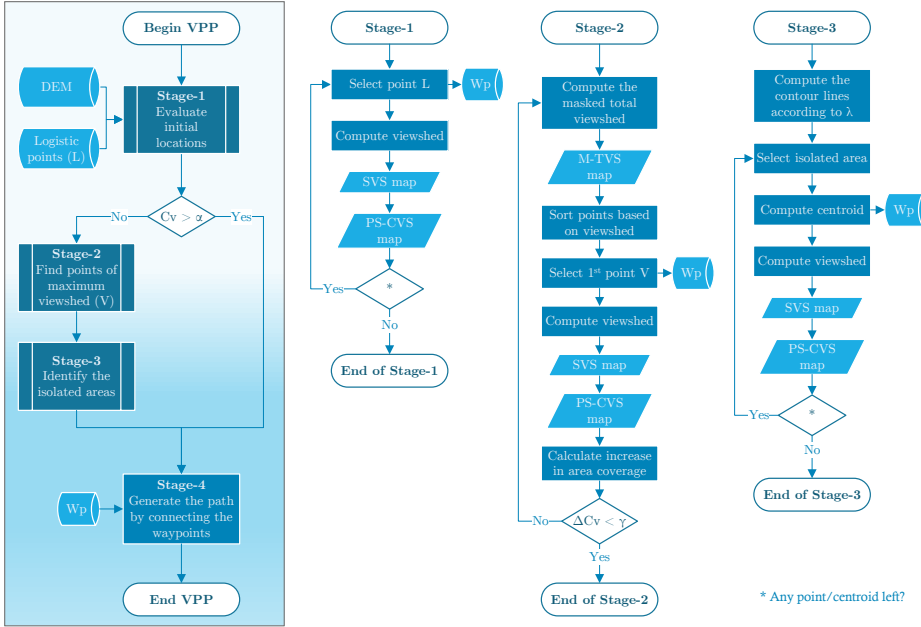 Begin VPP
DEM
Logistic
points (L)
Stage-1
Evaluate
initial
locations
Cv > α
No
Yes
Stage-2
Find points of
maximum
viewshed (V)
Stage-3
Identify the
isolated areas
Wp
Stage-4
Generate the path
by connecting the
waypoints
End VPP
Stage-1
Select point L
Wp
Compute viewshed
SVS map
PS-CVS
map
*
Yes
No
End of Stage-1
Stage-2
Compute the
masked total
viewshed
M-TVS
map
Sort points based
on viewshed
Select 1st point V
Wp
Compute viewshed
SVS map
PS-CVS
map
Calculate increase
in area coverage
ΔCv < γ
No
Yes
End of Stage-2
Stage-3
Compute the
contour lines
according to λ
Select isolated area
Compute centroid
Wp
Compute viewshed
SVS map
PS-CVS
map
*
Yes
No
End of Stage-3
* Any point/centroid left?